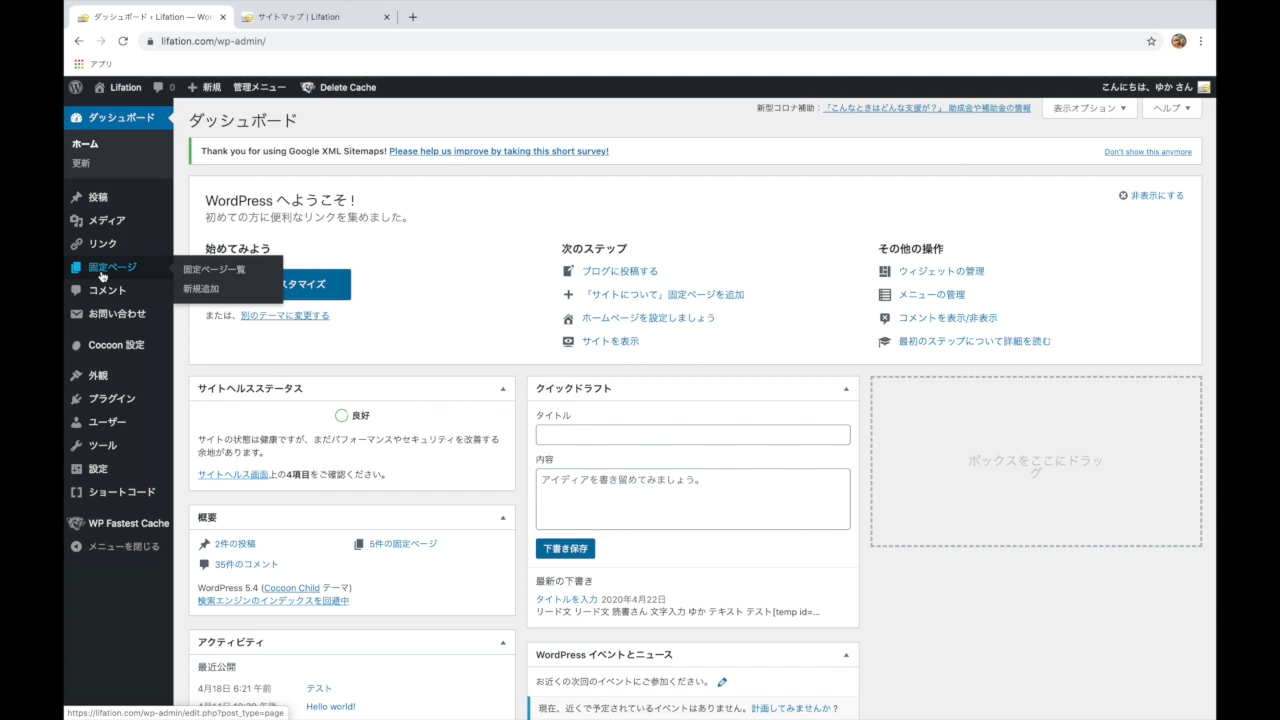 ダッシュボード ‹ Lifation — Wor
サイトマップ | Lifation
lifation.com/wp-admin/
アプリ
Lifation
0
新規
管理メニュー
Delete Cache
こんにちは、ゆか さん
ダッシュボード
ホーム
更新
投稿
メディア
リンク
固定ページ
固定ページ一覧
新規追加
コメント
お問い合わせ
Cocoon 設定
外観
プラグイン
ユーザー
ツール
設定
ショートコード
WP Fastest Cache
メニューを閉じる
新型コロナ補助：「こんなときはどんな支援が？」 助成金や補助金の情報
表示オプション
ヘルプ
ダッシュボード
Thank you for using Google XML Sitemaps! Please help us improve by taking this short survey!
Don't show this anymore
WordPress へようこそ !
初めての方に便利なリンクを集めました。
非表示にする
始めてみよう
スタマイズ
または、別のテーマに変更する
次のステップ
ブログに投稿する
「サイトについて」固定ページを追加
ホームページを設定しましょう
サイトを表示
その他の操作
ウィジェットの管理
メニューの管理
コメントを表示/非表示
最初のステップについて詳細を読む
サイトヘルスステータス
良好
サイトの状態は健康ですが、まだパフォーマンスやセキュリティを改善する
余地があります。
サイトヘルス画面上の4項目をご確認ください。
概要
2件の投稿
5件の固定ページ
35件のコメント
WordPress 5.4 (Cocoon Child テーマ)
検索エンジンのインデックスを回避中
アクティビティ
最近公開
4月18日 6:21 午前
テスト
Hello world!
クイックドラフト
タイトル
内容
アイディアを書き留めてみましょう。
下書き保存
最新の下書き
タイトルを入力 2020年4月22日
リード文 リード文 読書さん 文字入力 ゆか テキスト テスト[temp id=...
WordPress イベントとニュース
お近くの次回のイベントにご参加ください。
現在、近くで予定されているイベントはありません。計画してみませんか ?
ボックスをここにドラッ
グ
https://lifation.com/wp-admin/edit.php?post_type=page